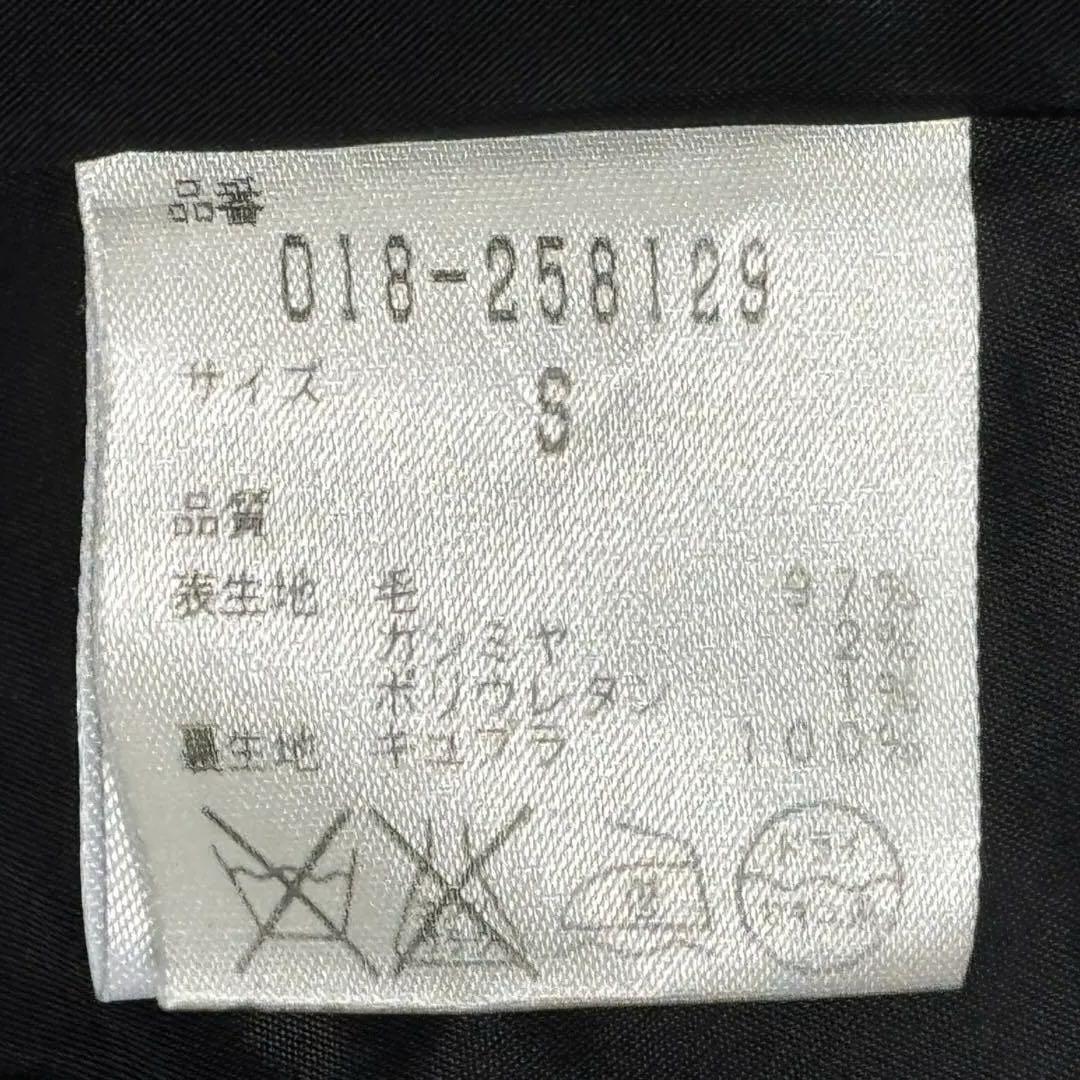 品番
018-258129
サイズ S
品質
表生地 毛 97%
カシミヤ 2%
ポリウレタン 1%
裏生地 キュプラ 100%
ドライ